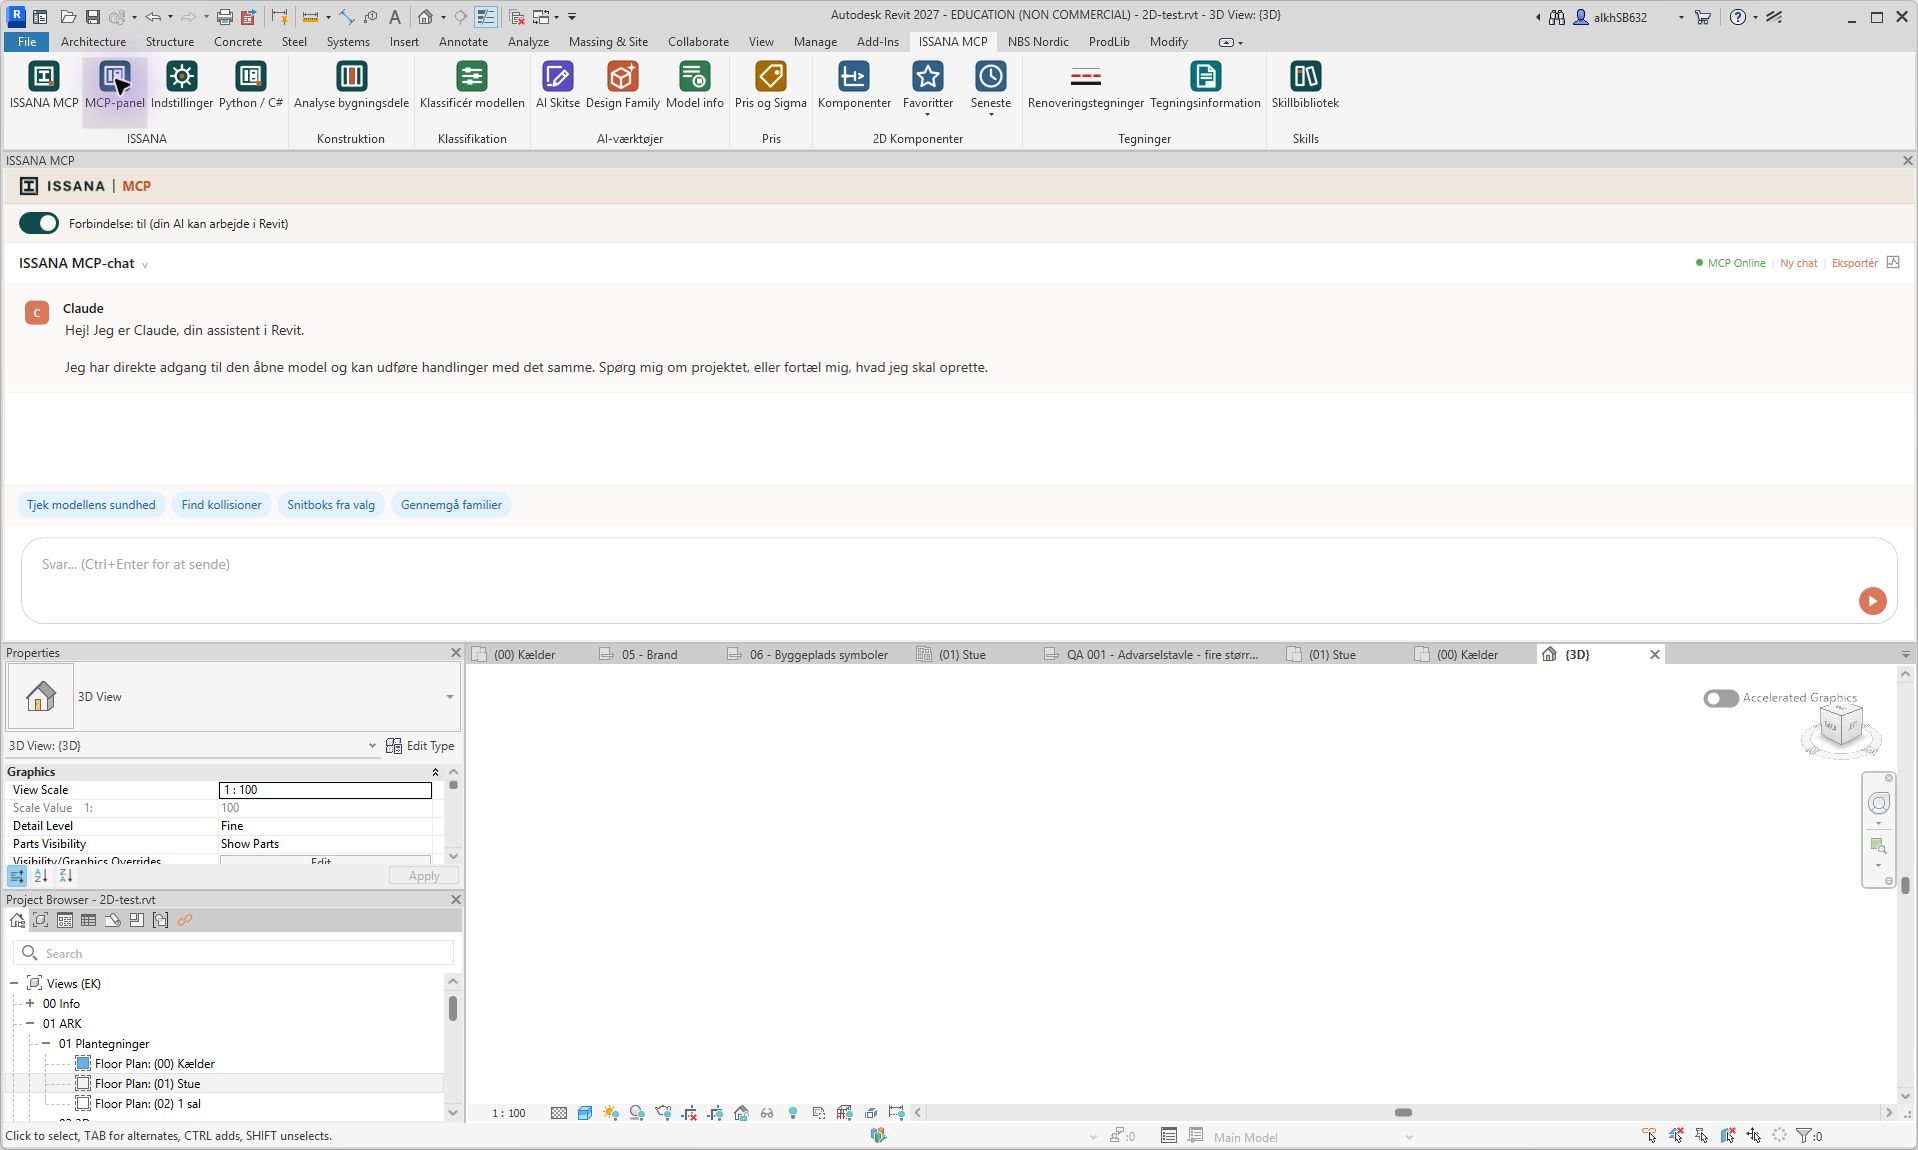 Autodesk Revit 2027 - EDUCATION (NON COMMERCIAL) - 2D-test.rvt - 3D View: {3D}
alkhSB632
File Architecture Structure Concrete Steel Systems Insert Annotate Analyze Massing & Site Collaborate View Manage Add-Ins ISSANA MCP NBS Nordic ProdLib Modify
ISSANA MCP MCP-panel Indstillinger Python / C# Analyse bygningsdele Klassificér modellen AI Skitse Design Family Model info Pris og Sigma Komponenter Favoritter Seneste Renoveringstegninger Tegningsinformation Skillbibliotek
ISSANA Konstruktion Klassifikation AI-værktøjer Pris 2D Komponenter Tegninger Skills
ISSANA MCP
ISSANA | MCP
Forbindelse: til (din AI kan arbejde i Revit)
ISSANA MCP-chat
MCP Online | Ny chat | Eksportér
C
Claude
Hej! Jeg er Claude, din assistent i Revit.
Jeg har direkte adgang til den åbne model og kan udføre handlinger med det samme. Spørg mig om projektet, eller fortæl mig, hvad jeg skal oprette.
Tjek modellens sundhed Find kollisioner Snitboks fra valg Gennemgå familier
Svar... (Ctrl+Enter for at sende)
Properties
3D View
3D View: {3D}
Edit Type
Graphics
View Scale 1 : 100
Scale Value 1: 100
Detail Level Fine
Parts Visibility Show Parts
Visibility/Graphics Overrides Edit...
Apply
Project Browser - 2D-test.rvt
Search
Views (EK)
00 Info
01 ARK
01 Plantegninger
Floor Plan: (00) Kælder
Floor Plan: (01) Stue
Floor Plan: (02) 1 sal
(00) Kælder 05 - Brand 06 - Byggeplads symboler (01) Stue QA 001 - Advarselstavle - fire størr... (01) Stue (00) Kælder {3D}
Accelerated Graphics
1 : 100
Click to select, TAB for alternates, CTRL adds, SHIFT unselects.
:0
Main Model
:0